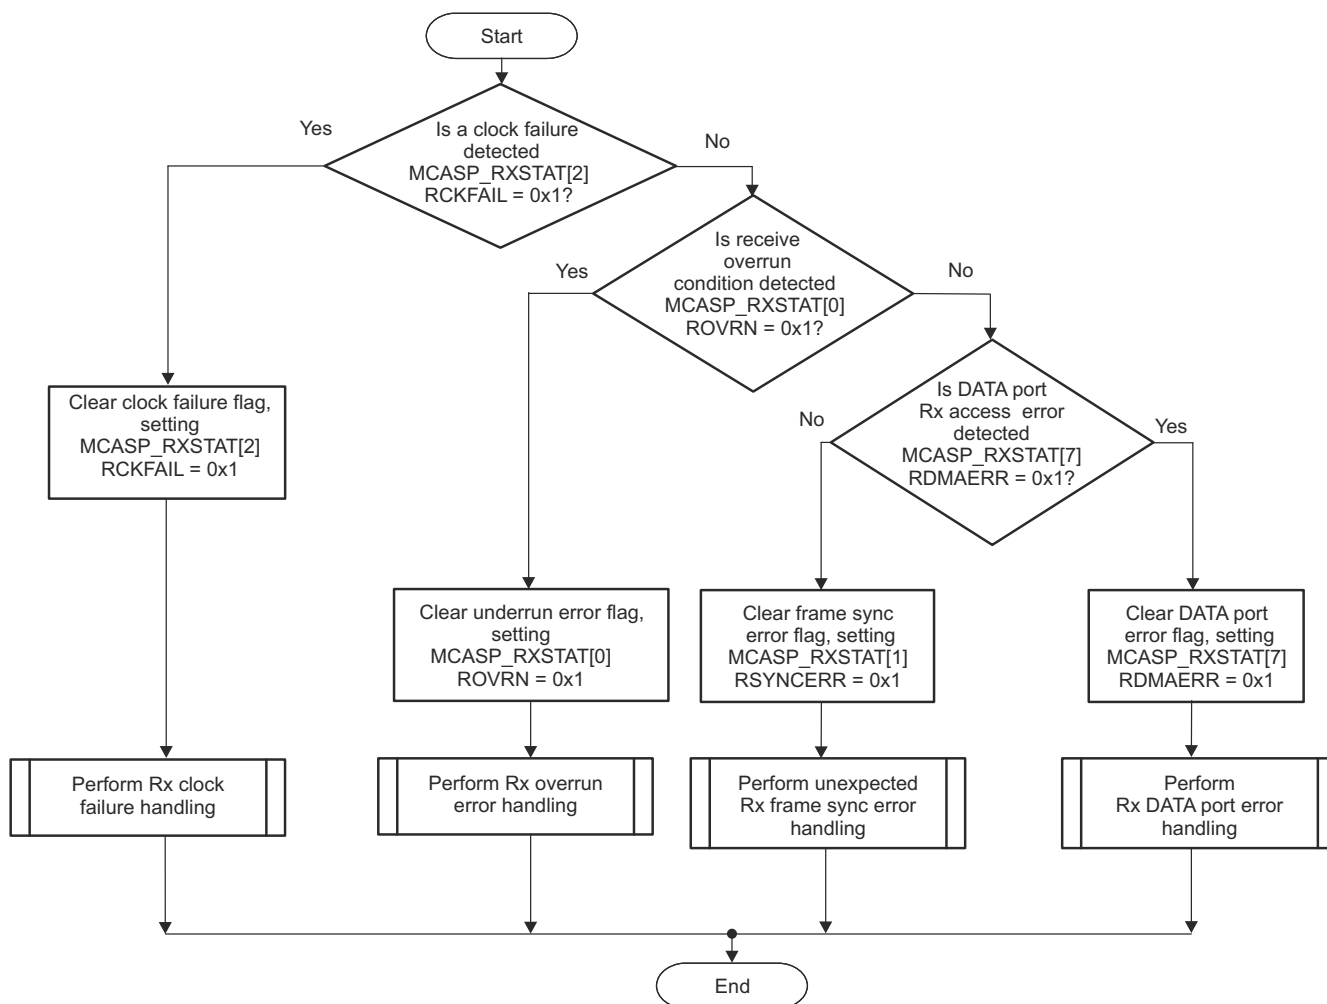 Start
Is a clock failure
detected
MCASP_RXSTAT[2]
RCKFAIL = 0x1?
Yes
No
Is receive
overrun
condition detected
MCASP_RXSTAT[0]
ROVRN = 0x1?
Yes
No
Is DATA port
Rx access error
detected
MCASP_RXSTAT[7]
RDMAERR = 0x1?
No
Yes
Clear clock failure flag,
setting
MCASP_RXSTAT[2]
RCKFAIL = 0x1
Clear underrun error flag,
setting
MCASP_RXSTAT[0]
ROVRN = 0x1
Clear frame sync
error flag, setting
MCASP_RXSTAT[1]
RSYNCERR = 0x1
Clear DATA port
error flag, setting
MCASP_RXSTAT[7]
RDMAERR = 0x1
Perform Rx clock
failure handling
Perform Rx overrun
error handling
Perform unexpected
Rx frame sync error
handling
Perform
Rx DATA port error
handling
End